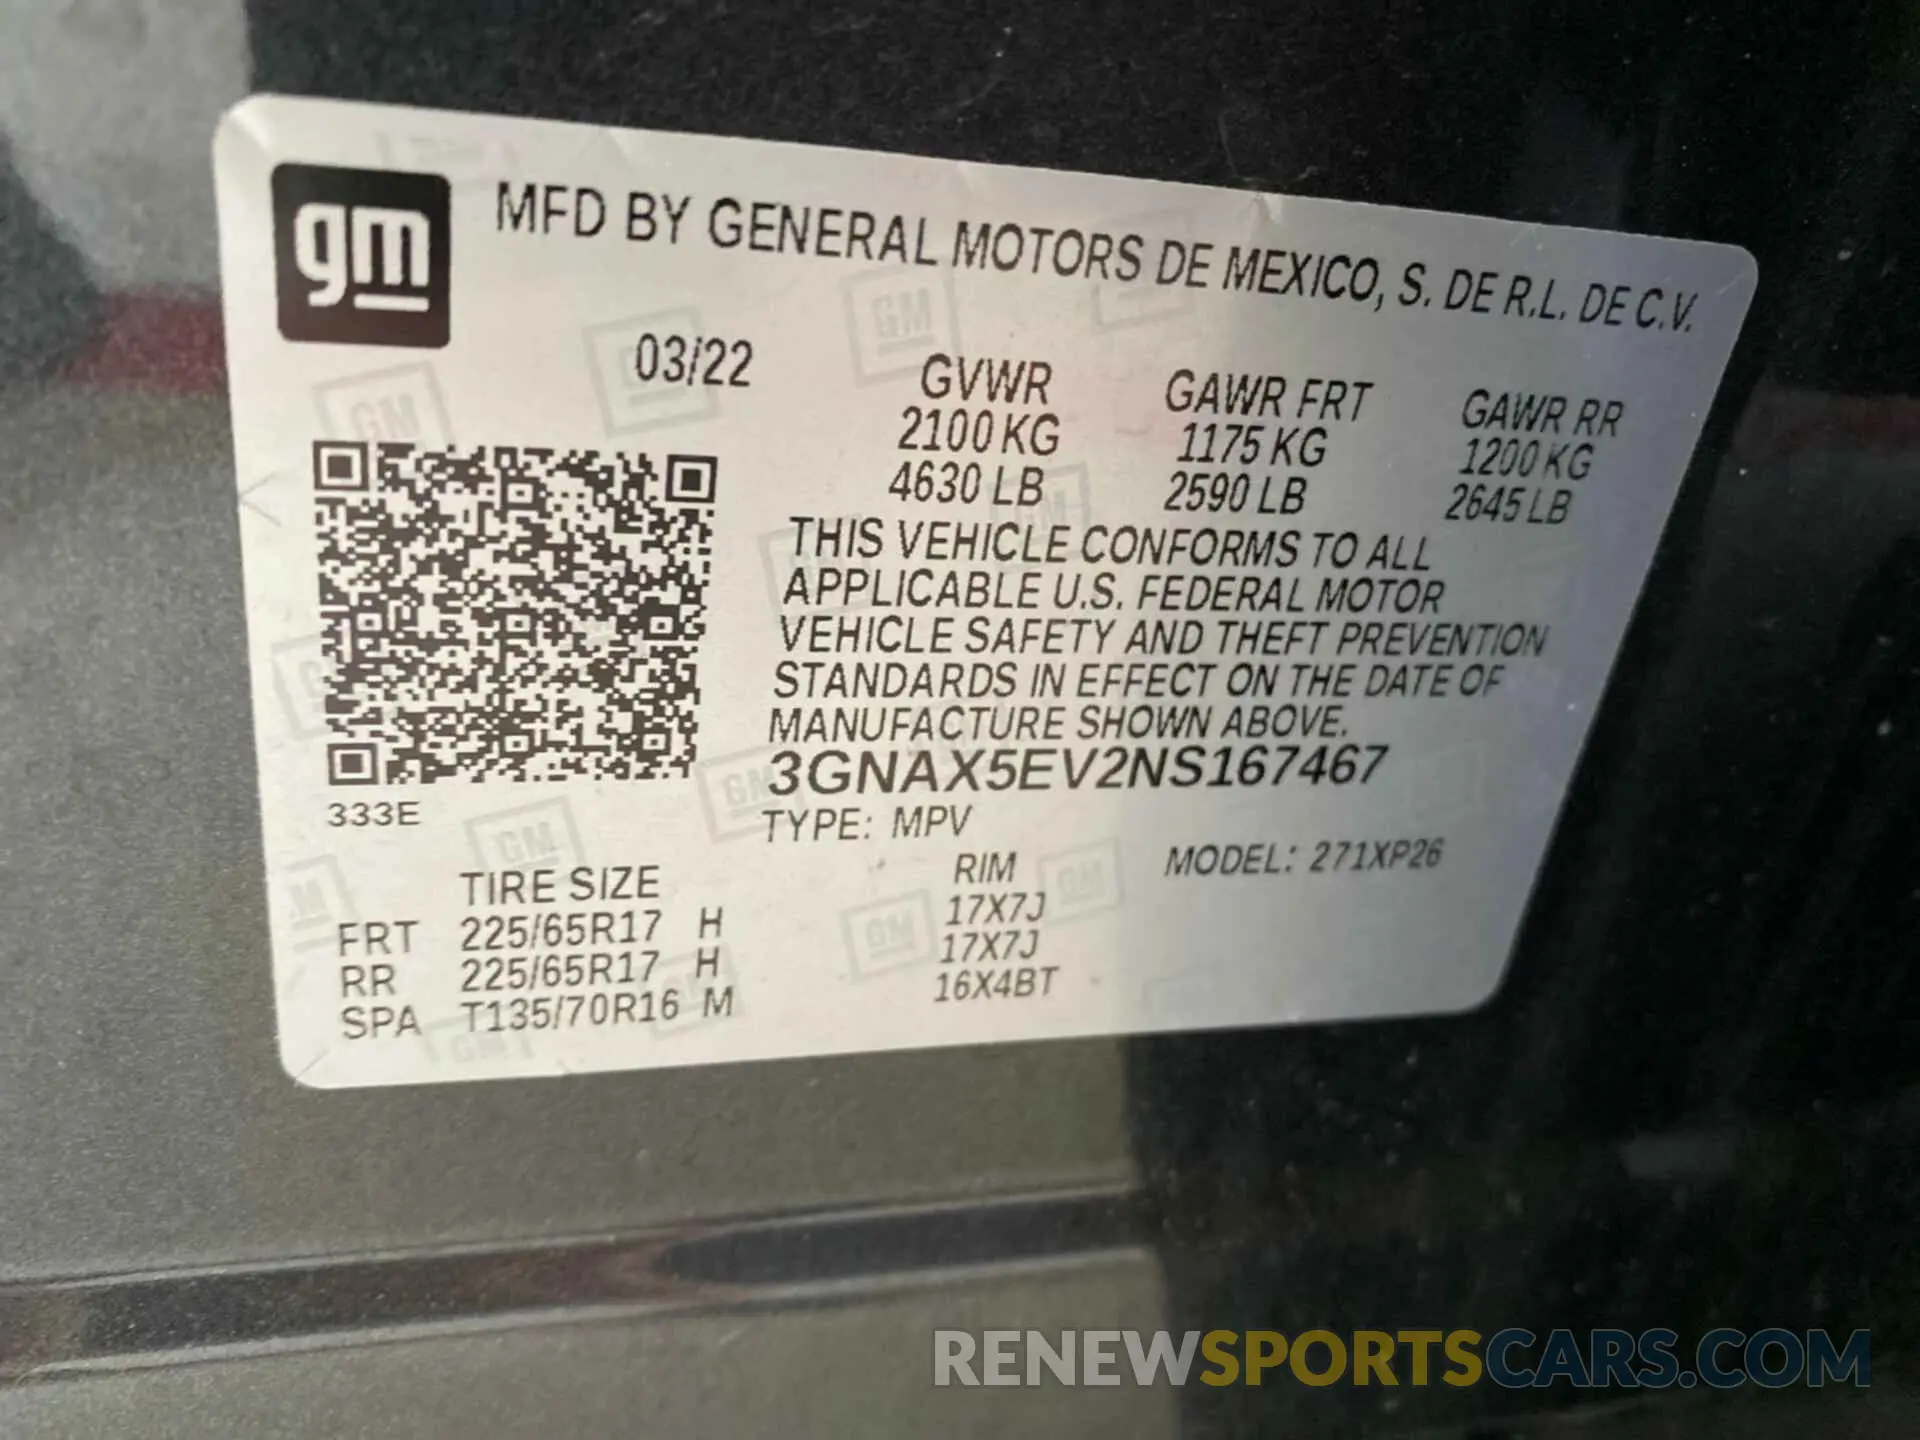 gm
MFD BY GENERAL MOTORS DE MEXICO, S. DE R.L. DE C.V.
03/22
GVWR GAWR FRT GAWR RR
2100 KG 1175 KG 1200 KG
4630 LB 2590 LB 2645 LB
THIS VEHICLE CONFORMS TO ALL
APPLICABLE U.S. FEDERAL MOTOR
VEHICLE SAFETY AND THEFT PREVENTION
STANDARDS IN EFFECT ON THE DATE OF
MANUFACTURE SHOWN ABOVE.
3GNAX5EV2NS167467
333E
TYPE: MPV
MODEL: 271XP26
TIRE SIZE RIM
FRT 225/65R17 H 17X7J
RR 225/65R17 H 17X7J
SPA T135/70R16 M 16X4BT
RENEWSPORTSCARS.COM